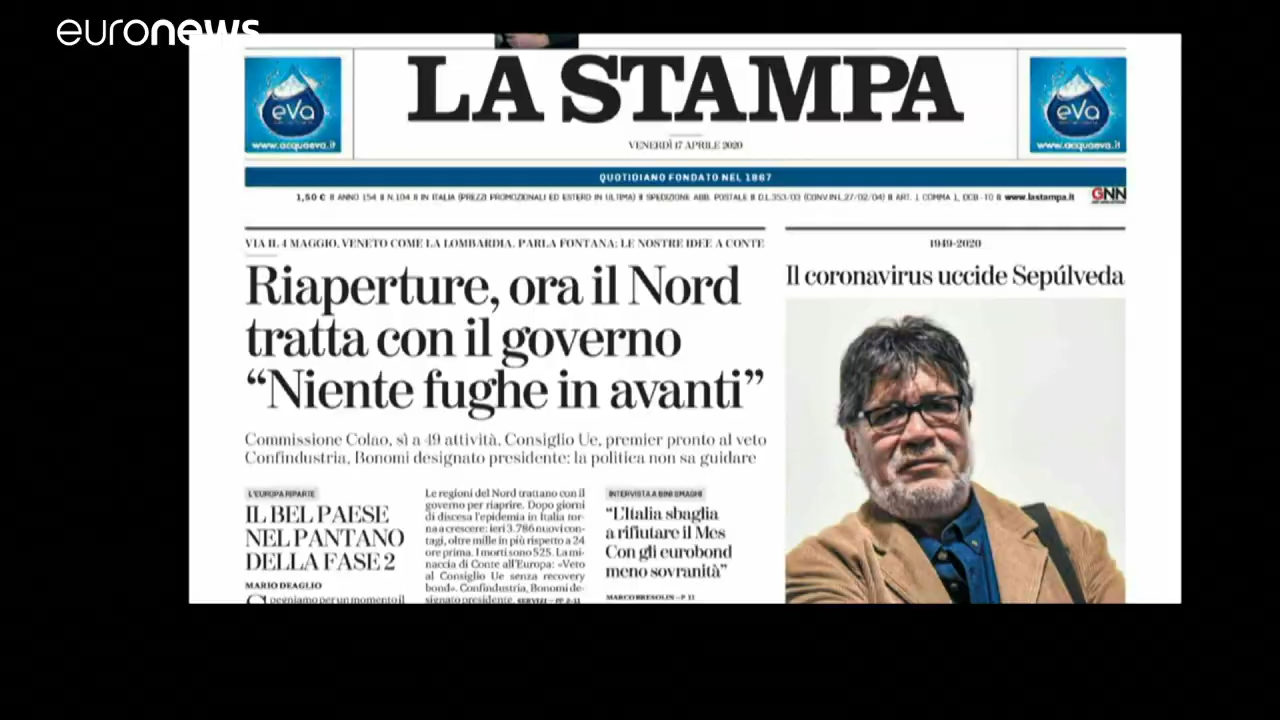 euronews
LA STAMPA
eva
www.acquaeva.it
eva
www.acquaeva.it
VENERDÌ 17 APRILE 2020
QUOTIDIANO FONDATO NEL 1867
1,50 € II ANNO 154 II N.104 II IN ITALIA (PREZZI PROMOZIONALI ED ESTERO IN ULTIMA) II SPEDIZIONE ABB. POSTALE II D.L.353/03 (CONV.IN L.27/02/04) II ART. 1 COMMA 1, DCB-TO II www.lastampa.it
GNN
VIA IL 4 MAGGIO, VENETO COME LA LOMBARDIA. PARLA FONTANA: LE NOSTRE IDEE A CONTE
Riaperture, ora il Nord
tratta con il governo
“Niente fughe in avanti”
Commissione Colao, sì a 49 attività. Consiglio Ue, premier pronto al veto
Confindustria, Bonomi designato presidente: la politica non sa guidare
L'EUROPA RIPARTE
IL BEL PAESE
NEL PANTANO
DELLA FASE 2
MARIO DEAGLIO
Spegniamo per un momento il
Le regioni del Nord trattano con il
governo per riaprire. Dopo giorni
di discesa l'epidemia in Italia tor-
na a crescere: ieri 3.786 nuovi con-
tagi, oltre mille in più rispetto a 24
ore prima. I morti sono 525. La mi-
naccia di Conte all'Europa: «Veto
al Consiglio Ue senza recovery
bond». Confindustria, Bonomi de-
signato presidente. SERVIZI – PP. 2-11
INTERVISTA A BINI SMAGHI
“L'Italia sbaglia
a rifiutare il Mes
Con gli eurobond
meno sovranità”
MARCO BRESOLIN – P. 11
1949-2020
Il coronavirus uccide Sepúlveda